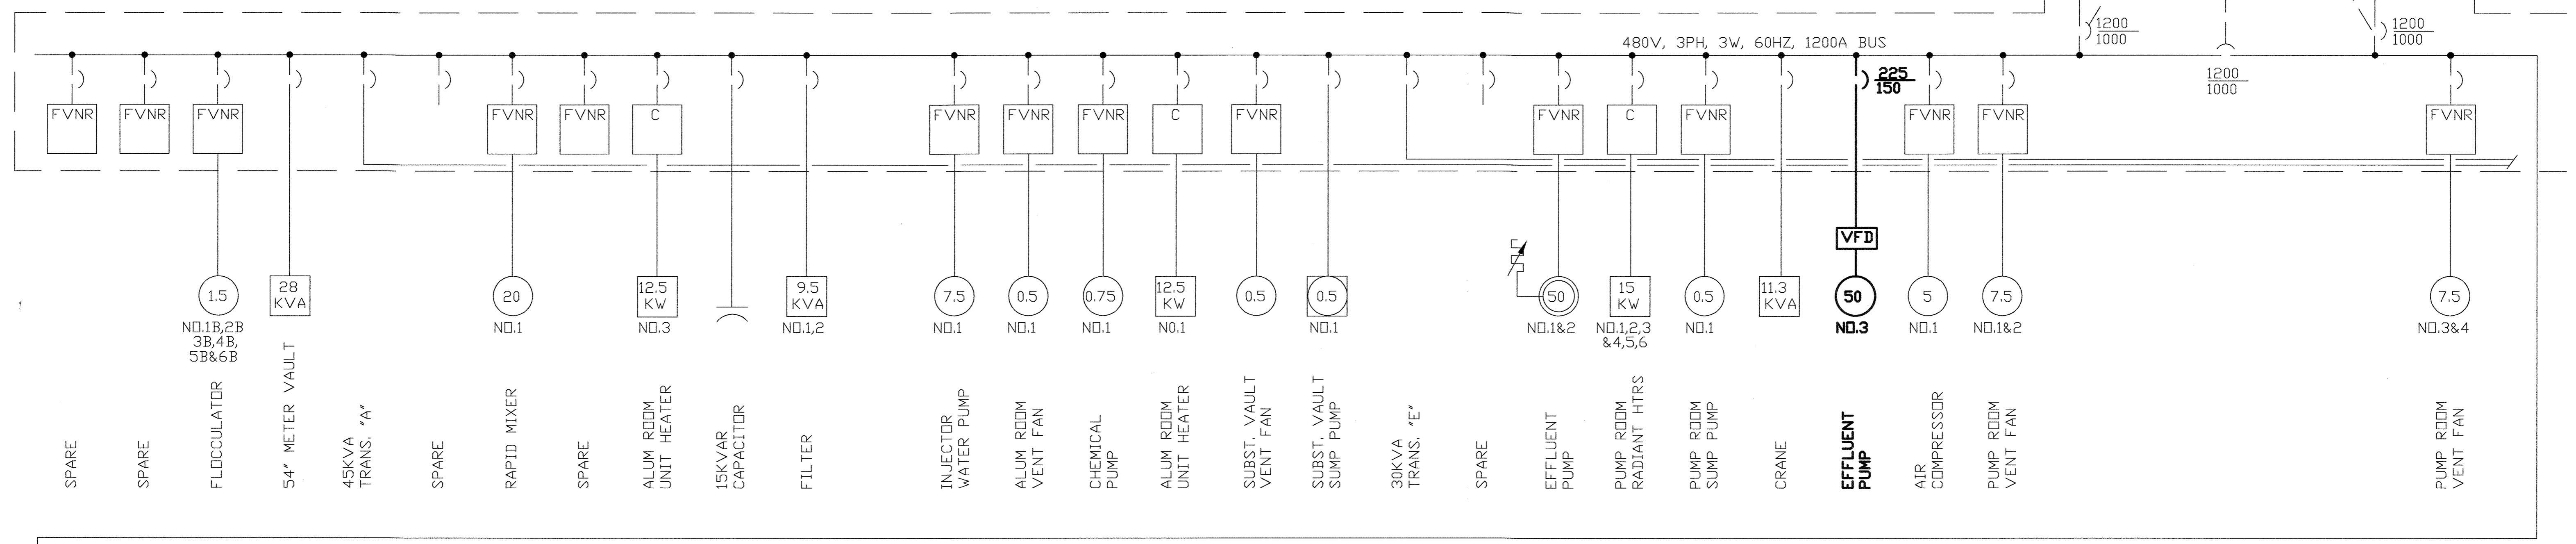 1200
1000
1200
1000
480V, 3PH, 3W, 60HZ, 1200A BUS
225
150
1200
1000
FVNR
FVNR
FVNR
FVNR
FVNR
C
FVNR
FVNR
FVNR
C
FVNR
FVNR
C
FVNR
FVNR
FVNR
FVNR
VFD
1.5
NO.1B,2B
3B,4B,
5B&6B
28
KVA
20
NO.1
12.5
KW
NO.3
9.5
KVA
NO.1,2
7.5
NO.1
0.5
NO.1
0.75
NO.1
12.5
KW
NO.1
0.5
0.5
NO.1
50
NO.1&2
15
KW
NO.1,2,3
&4,5,6
0.5
NO.1
11.3
KVA
50
NO.3
5
NO.1
7.5
NO.1&2
7.5
NO.3&4
SPARE
SPARE
FLOCCULATOR
54" METER VAULT
45KVA
TRANS. "A"
SPARE
RAPID MIXER
SPARE
ALUM ROOM
UNIT HEATER
15KVAR
CAPACITOR
FILTER
INJECTOR
WATER PUMP
ALUM ROOM
VENT FAN
CHEMICAL
PUMP
ALUM ROOM
UNIT HEATER
SUBST. VAULT
VENT FAN
SUBST. VAULT
SUMP PUMP
30KVA
TRANS. "E"
SPARE
EFFLUENT
PUMP
PUMP ROOM
RADIANT HTRS
PUMP ROOM
SUMP PUMP
CRANE
EFFLUENT
PUMP
AIR
COMPRESSOR
PUMP ROOM
VENT FAN
PUMP ROOM
VENT FAN